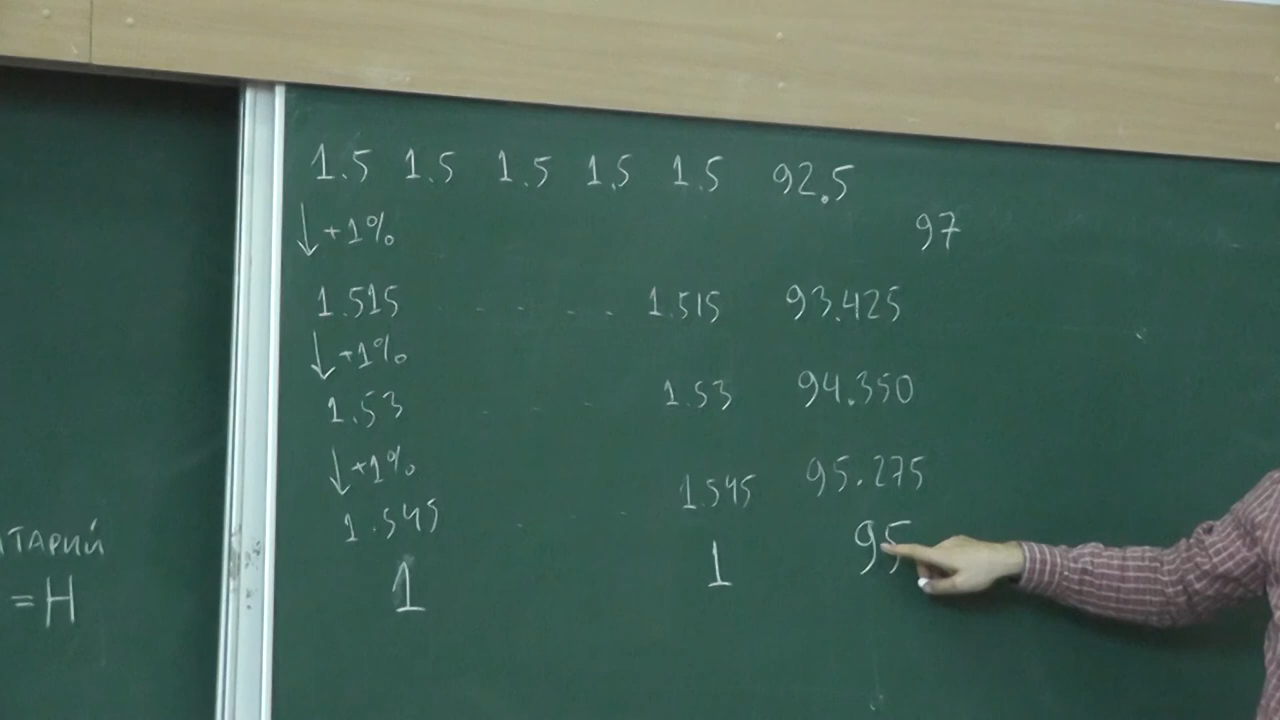 1.5 1.5 1.5 1.5 1.5 92.5
↓ +1% 97
1.515 - - - - 1.515 93.425
↓ +1%
1.53 - - - 1.53 94.350
↓ +1%
1.545 - - - 1.545 95.275
1 1 95
ТАРИЙ
=Н